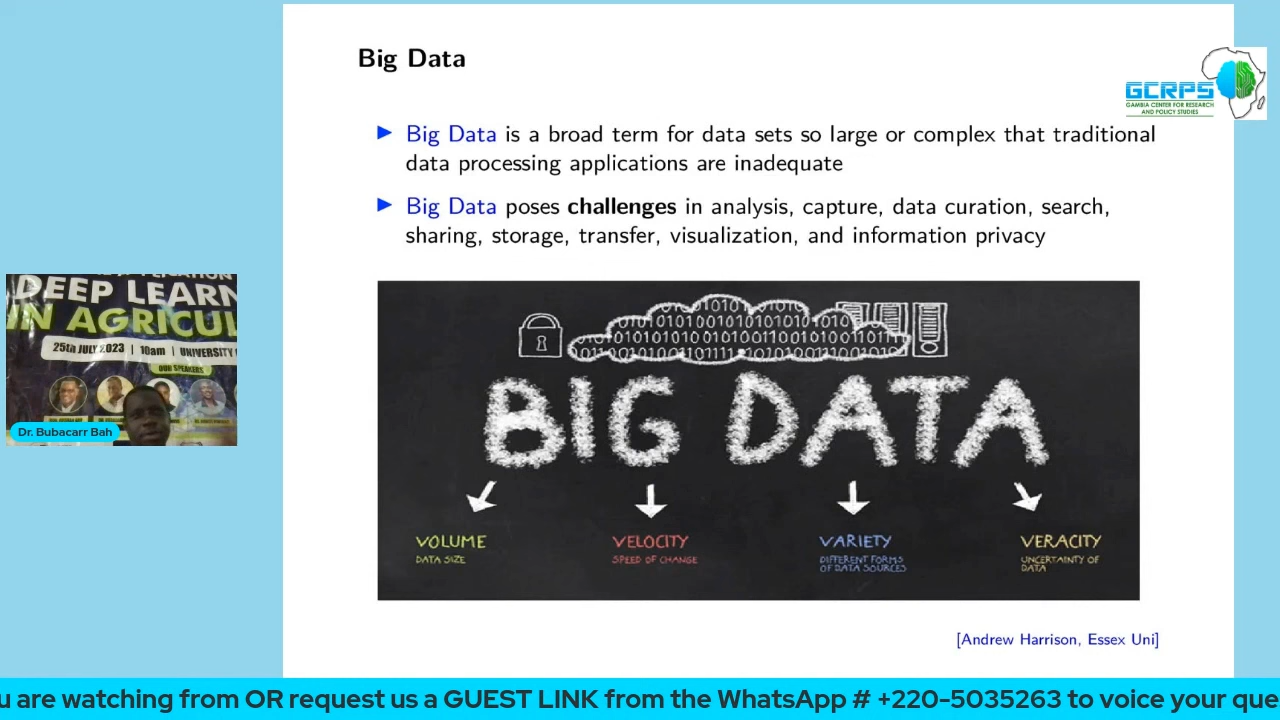 Big Data
GCRPS
GAMBIA CENTER FOR RESEARCH
AND POLICY STUDIES
Big Data is a broad term for data sets so large or complex that traditional
data processing applications are inadequate
Big Data poses challenges in analysis, capture, data curation, search,
sharing, storage, transfer, visualization, and information privacy
DEEP LEARN
IN AGRICUL
25th JULY 2023 | 10am | UNIVERSITY
OUR SPEAKERS
Dr. Bubacarr Bah
BIG DATA
VOLUME
DATA SIZE
VELOCITY
SPEED OF CHANGE
VARIETY
DIFFERENT FORMS
OF DATA SOURCES
VERACITY
UNCERTAINTY OF
DATA
[Andrew Harrison, Essex Uni]
u are watching from OR request us a GUEST LINK from the WhatsApp # +220-5035263 to voice your que